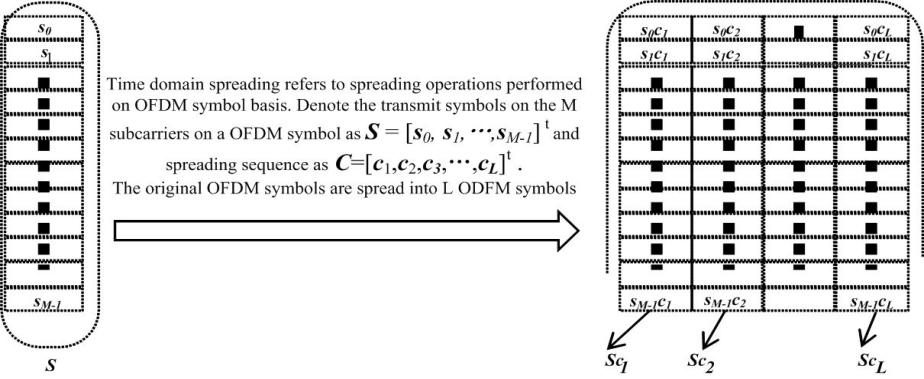 s0
s1
sM-1
S
Time domain spreading refers to spreading operations performed
on OFDM symbol basis. Denote the transmit symbols on the M
subcarriers on a OFDM symbol as S = [s0, s1, ⋯,sM-1] t and
spreading sequence as C=[c1,c2,c3,⋯,cL]t .
The original OFDM symbols are spread into L ODFM symbols
s0c1 s0c2 s0cL
s1c1 s1c2 s1cL
sM-1c1 sM-1c2 sM-1cL
Sc1 Sc2 ScL